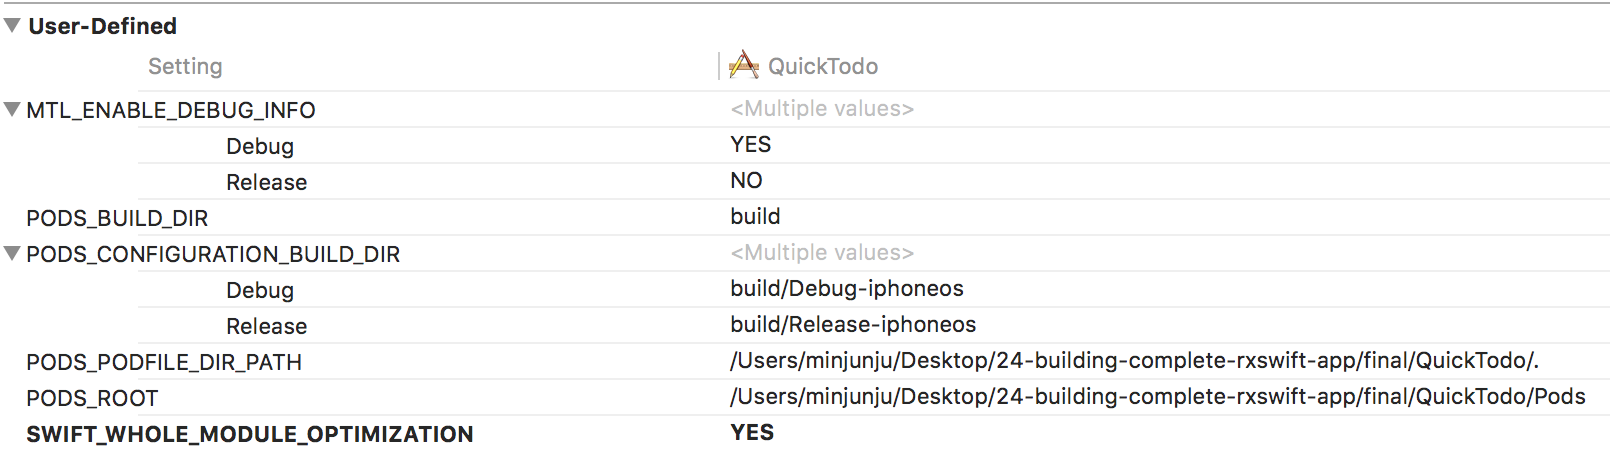 User-Defined
Setting QuickTodo
MTL_ENABLE_DEBUG_INFO <Multiple values>
Debug YES
Release NO
PODS_BUILD_DIR build
PODS_CONFIGURATION_BUILD_DIR <Multiple values>
Debug build/Debug-iphoneos
Release build/Release-iphoneos
PODS_PODFILE_DIR_PATH /Users/minjunju/Desktop/24-building-complete-rxswift-app/final/QuickTodo/.
PODS_ROOT /Users/minjunju/Desktop/24-building-complete-rxswift-app/final/QuickTodo/Pods
SWIFT_WHOLE_MODULE_OPTIMIZATION YES